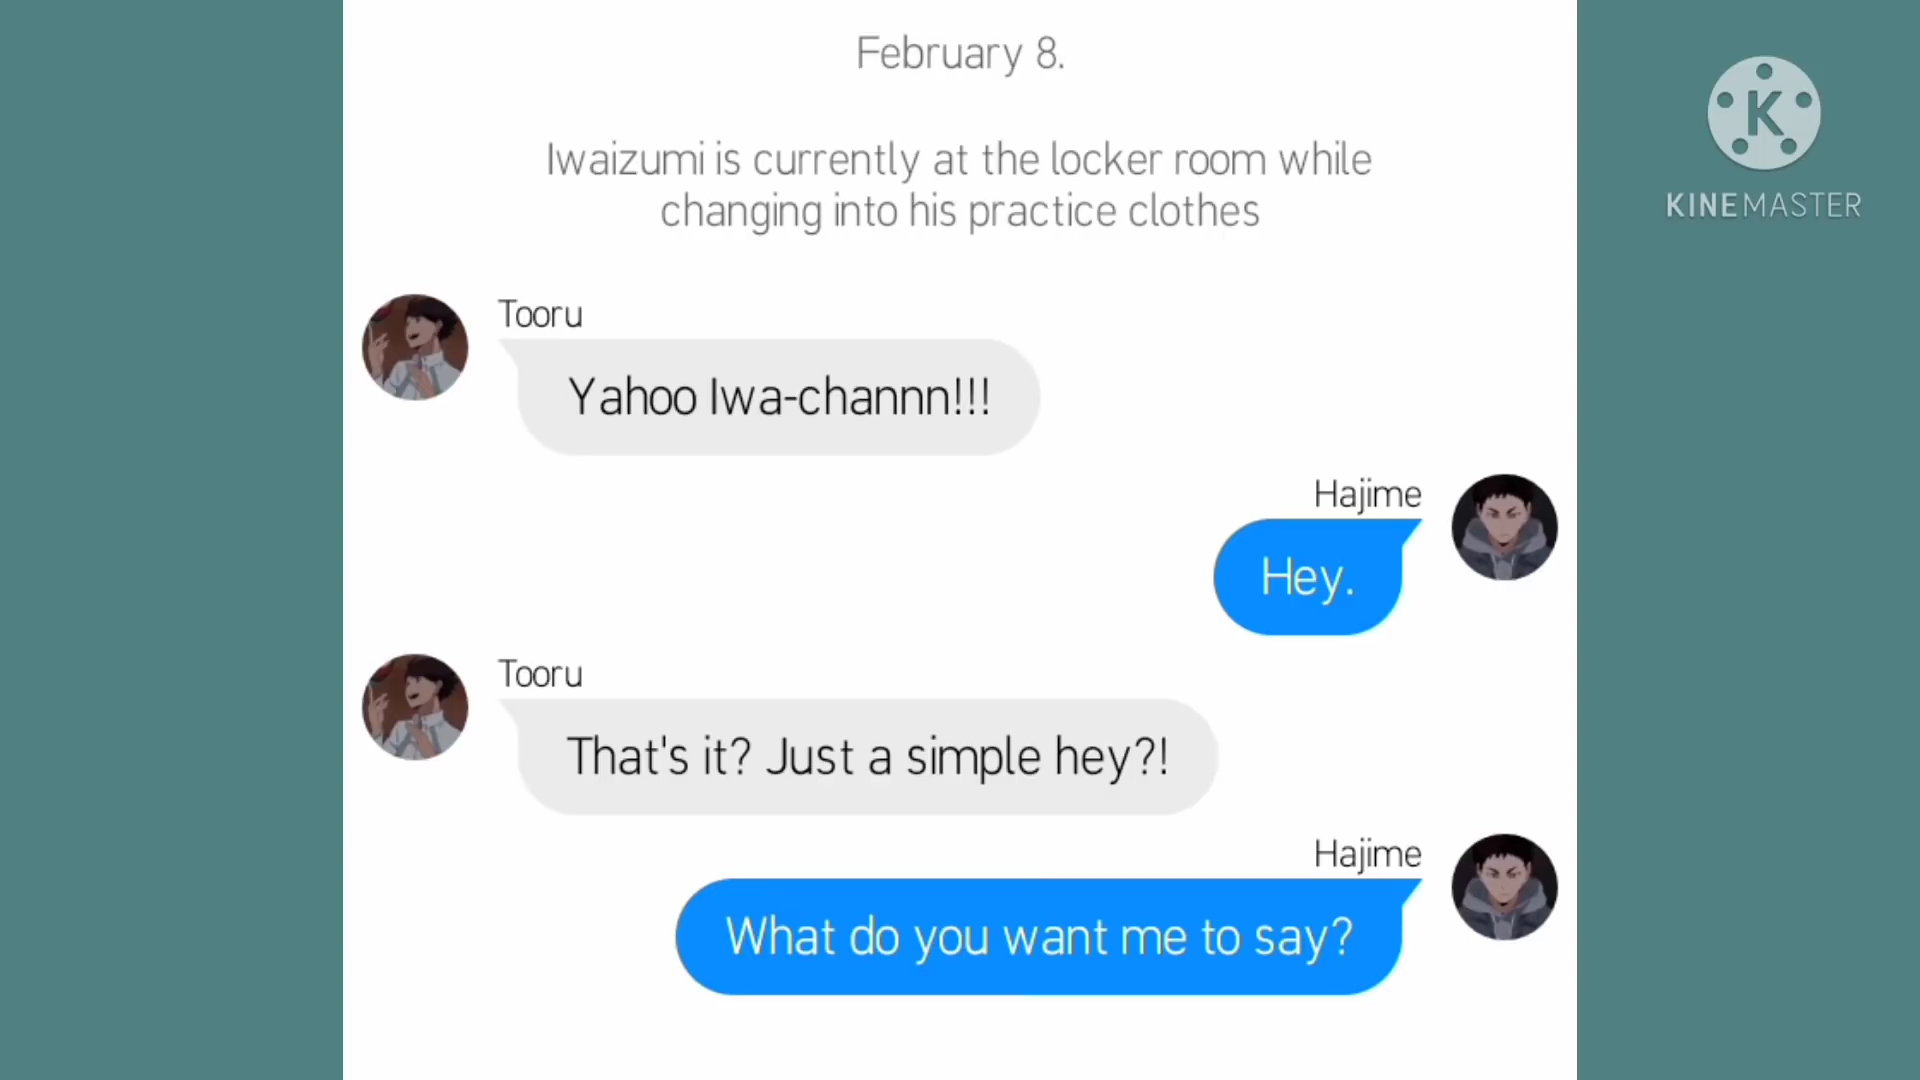 February 8.
Iwaizumi is currently at the locker room while
changing into his practice clothes
Tooru
Yahoo Iwa-channn!!!
Hajime
Hey.
Tooru
That's it? Just a simple hey?!
Hajime
What do you want me to say?
K
KINEMASTER